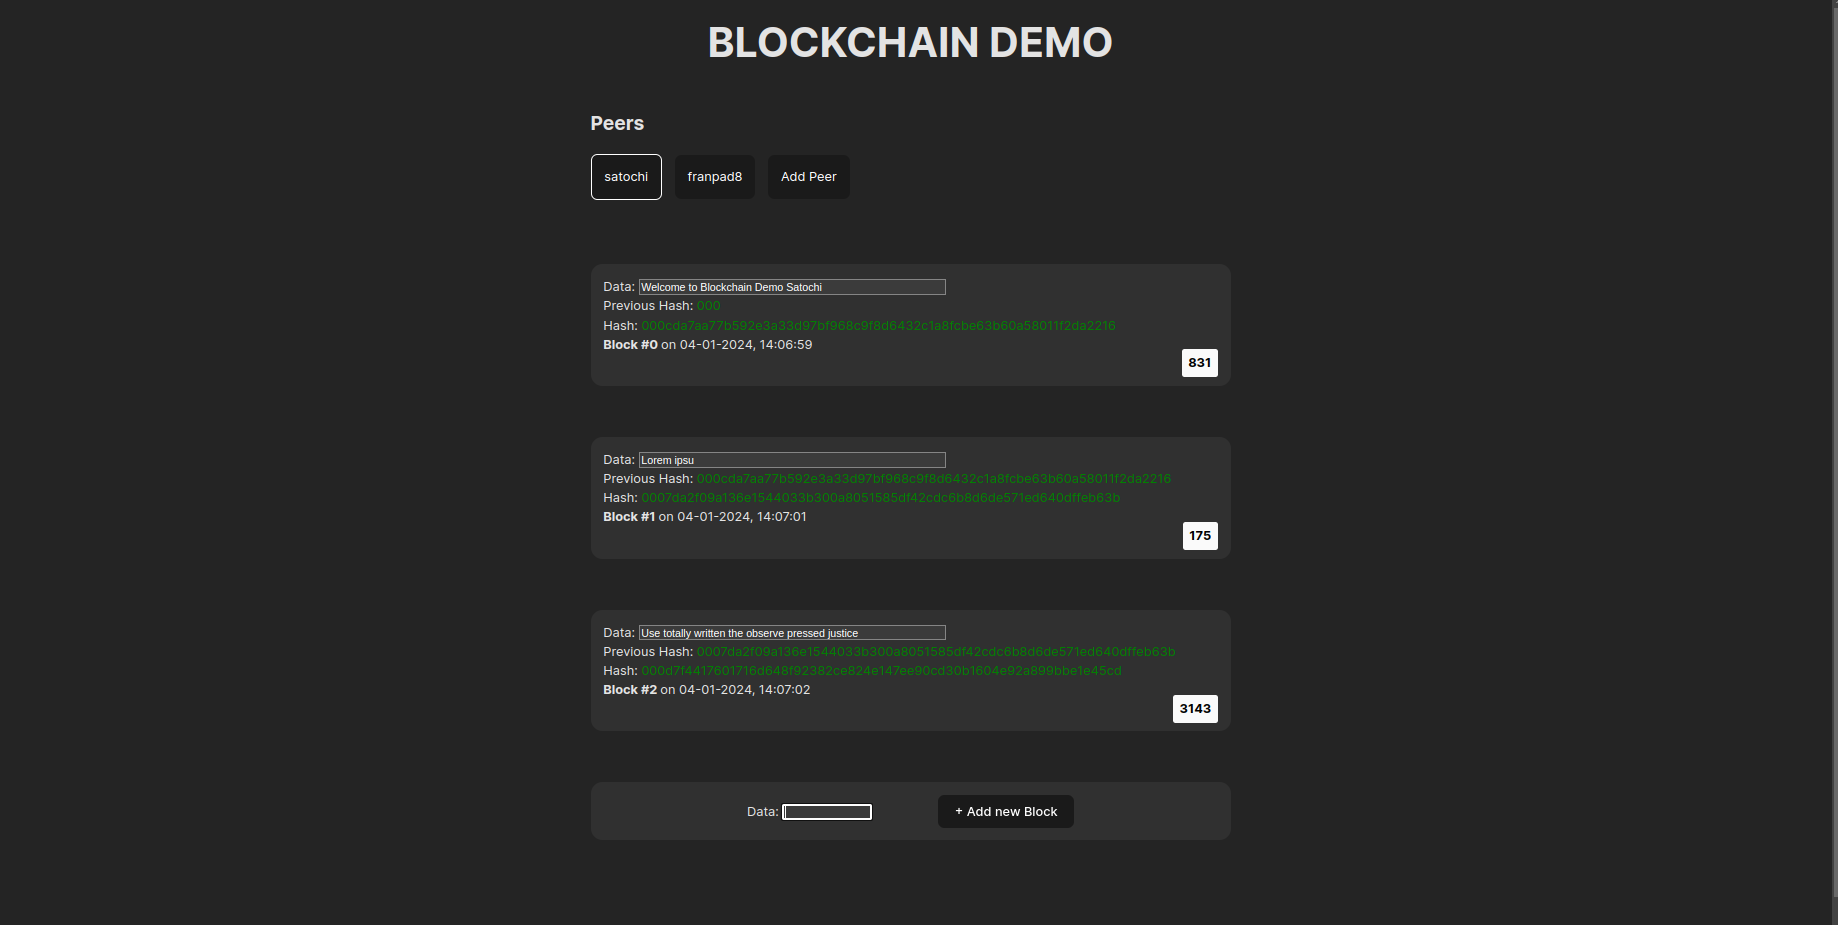 BLOCKCHAIN DEMO
Peers
satochi franpad8 Add Peer
Data: Welcome to Blockchain Demo Satochi
Previous Hash: 000
Hash: 000cda7aa77b592e3a33d97bf968c9f8d6432c1a8fcbe63b60a58011f2da2216
Block #0 on 04-01-2024, 14:06:59
831
Data: Lorem ipsu
Previous Hash: 000cda7aa77b592e3a33d97bf968c9f8d6432c1a8fcbe63b60a58011f2da2216
Hash: 0007da2f09a136e1544033b300a8051585df42cdc6b8d6de571ed640dffeb63b
Block #1 on 04-01-2024, 14:07:01
175
Data: Use totally written the observe pressed justice
Previous Hash: 0007da2f09a136e1544033b300a8051585df42cdc6b8d6de571ed640dffeb63b
Hash: 000d7f4417601716d648f92382ce824e147ee90cd30b1604e92a899bbe1e45cd
Block #2 on 04-01-2024, 14:07:02
3143
Data: + Add new Block